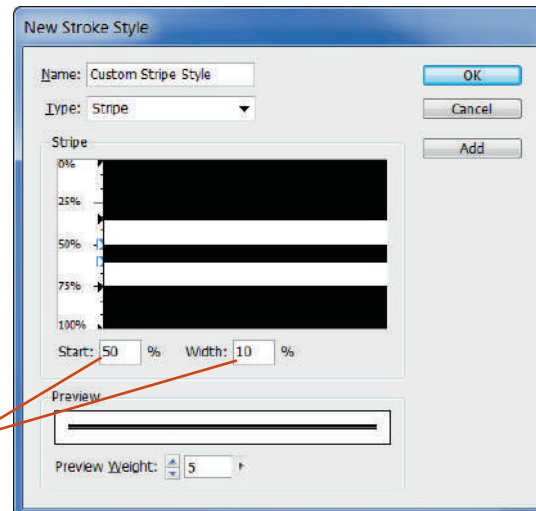 New Stroke Style
Name: Custom Stripe Style
OK
Type: Stripe
Cancel
Stripe
Add
0%
25%
50%
75%
100%
Start: 50 % Width: 10 %
Preview
Preview Weight: 5